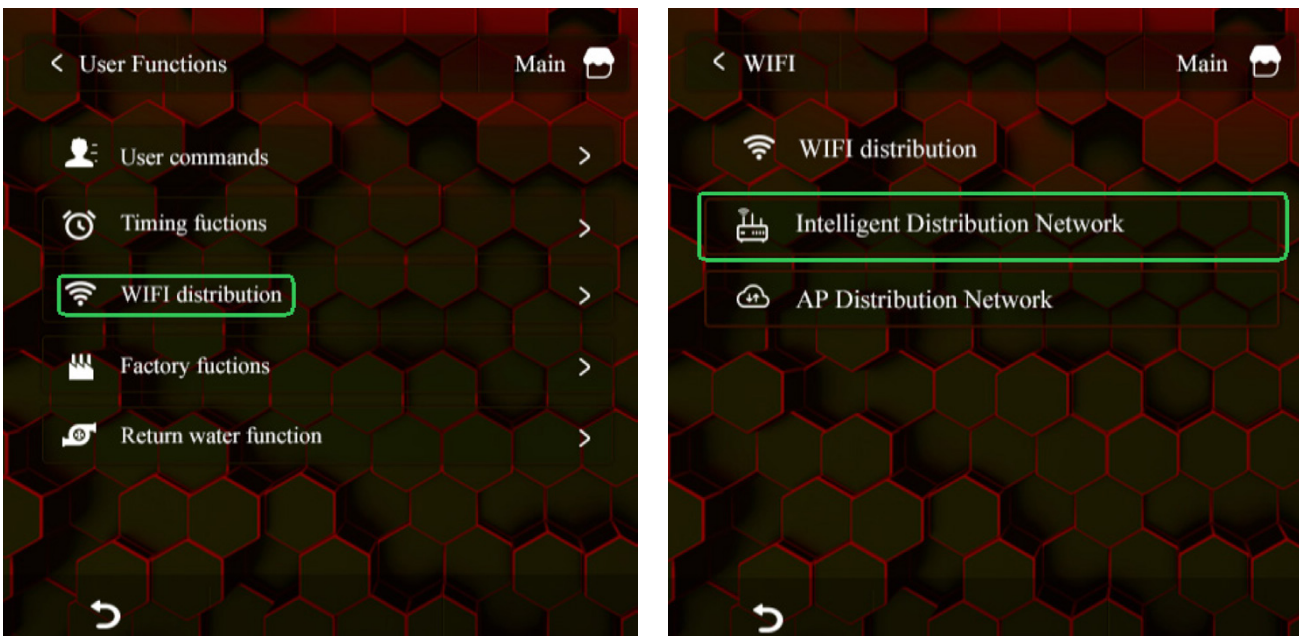 User Functions Main
User commands
Timing fuctions
WIFI distribution
Factory fuctions
Return water function
WIFI Main
WIFI distribution
Intelligent Distribution Network
AP Distribution Network